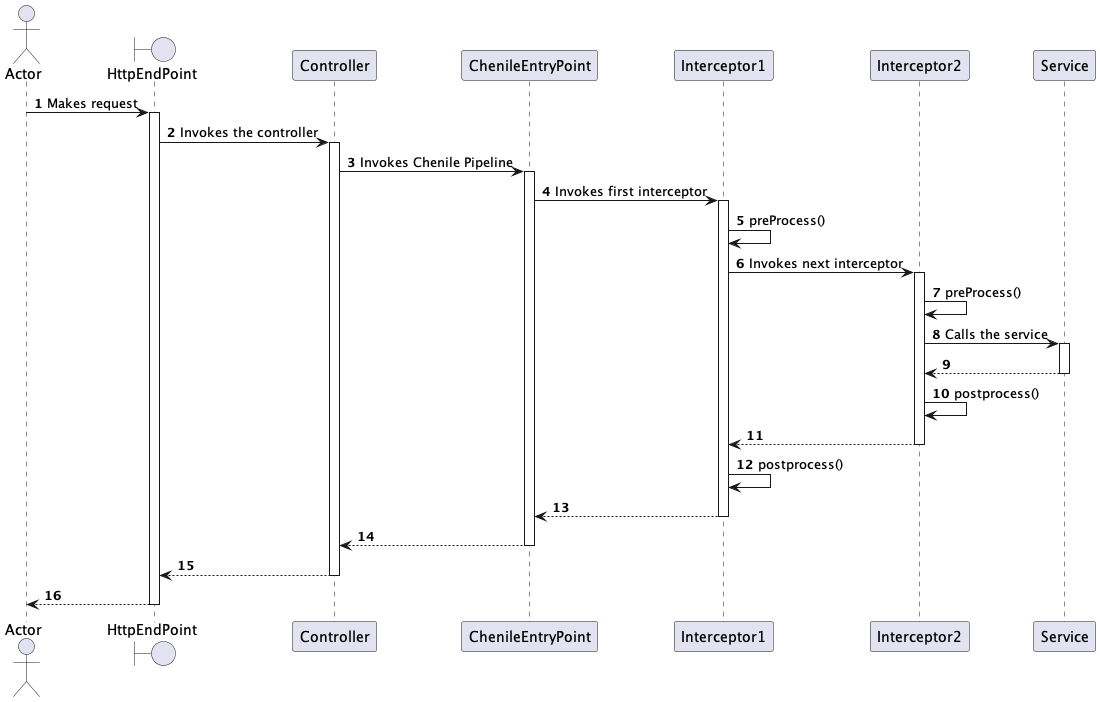 Actor
HttpEndPoint
Controller
ChenileEntryPoint
Interceptor1
Interceptor2
Service
1 Makes request
2 Invokes the controller
3 Invokes Chenile Pipeline
4 Invokes first interceptor
5 preProcess()
6 Invokes next interceptor
7 preProcess()
8 Calls the service
9
10 postprocess()
11
12 postprocess()
13
14
15
16
Actor
HttpEndPoint
Controller
ChenileEntryPoint
Interceptor1
Interceptor2
Service